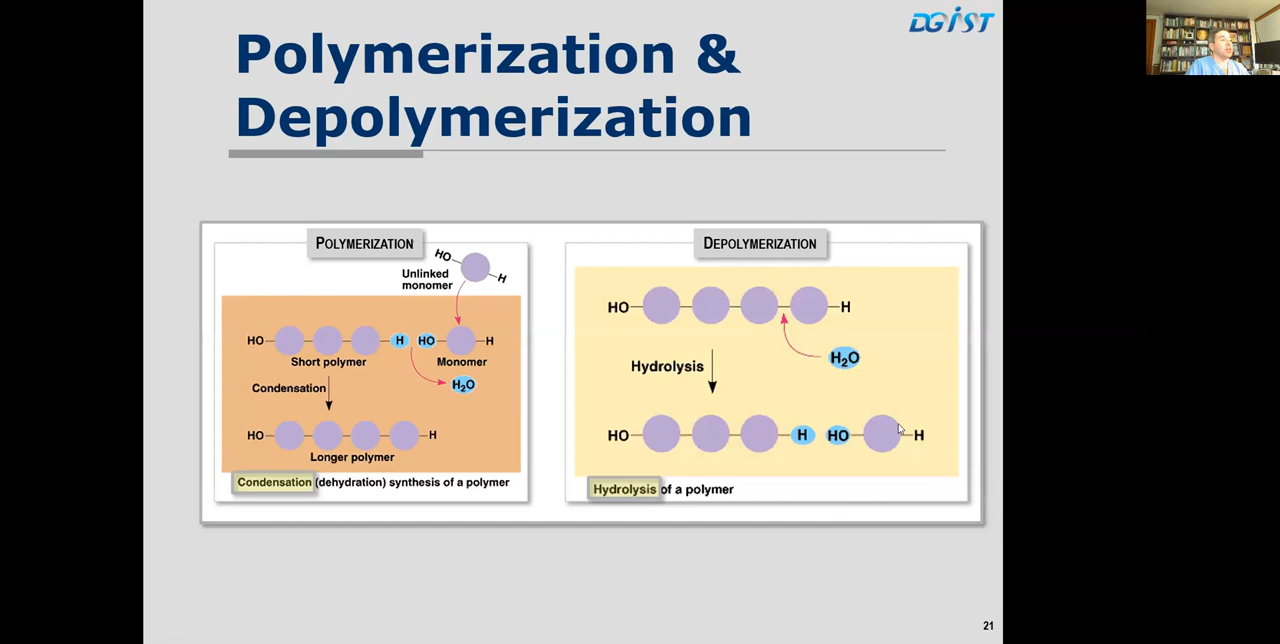 DGIST
Polymerization &
Depolymerization
POLYMERIZATION
HO
H
Unlinked
monomer
HO H HO H
Short polymer Monomer
H₂O
Condensation
HO H
Longer polymer
Condensation (dehydration) synthesis of a polymer
DEPOLYMERIZATION
HO H
H₂O
Hydrolysis
HO H HO H
Hydrolysis of a polymer
21